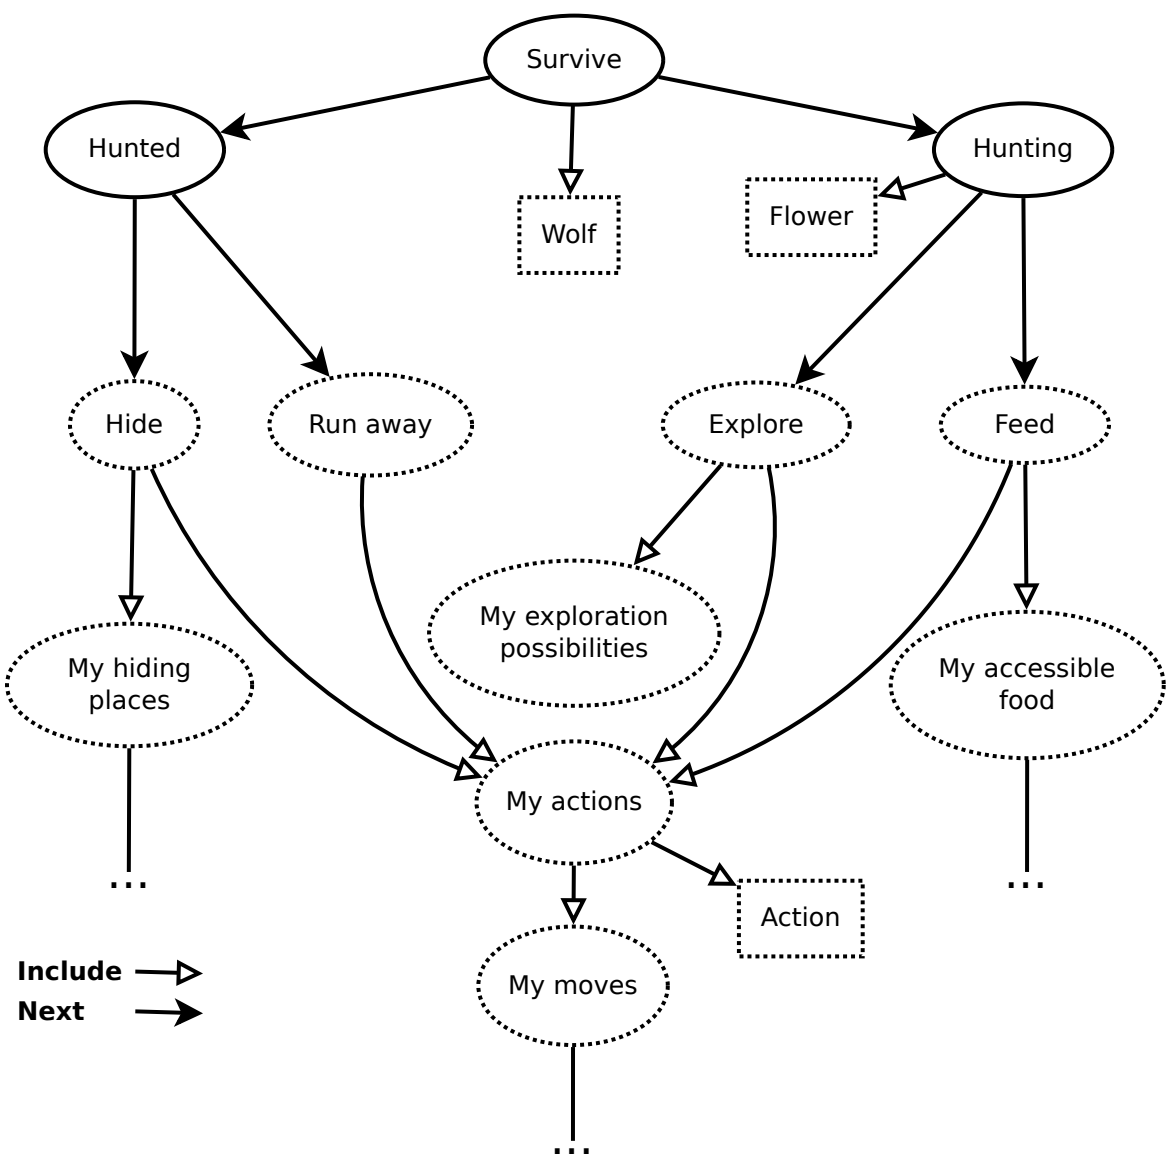 Survive
Hunted
Hunting
Wolf
Flower
Hide
Run away
Explore
Feed
My exploration
possibilities
My hiding
places
My accessible
food
My actions
...
...
Action
My moves
Include
Next
...